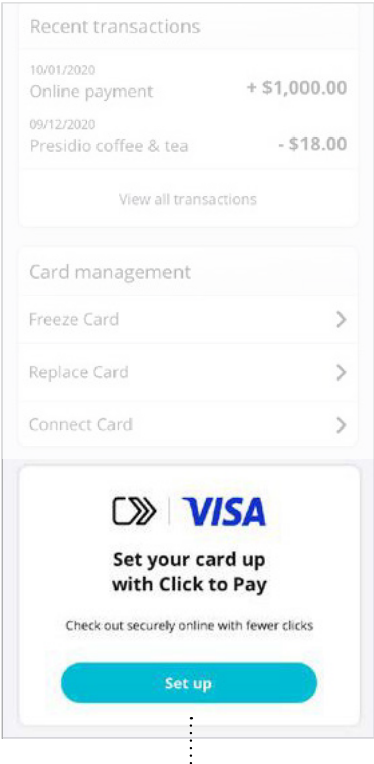 Recent transactions
10/01/2020
Online payment + $1,000.00
09/12/2020
Presidio coffee & tea - $18.00
View all transactions
Card management
Freeze Card
Replace Card
Connect Card
VISA
Set your card up
with Click to Pay
Check out securely online with fewer clicks
Set up